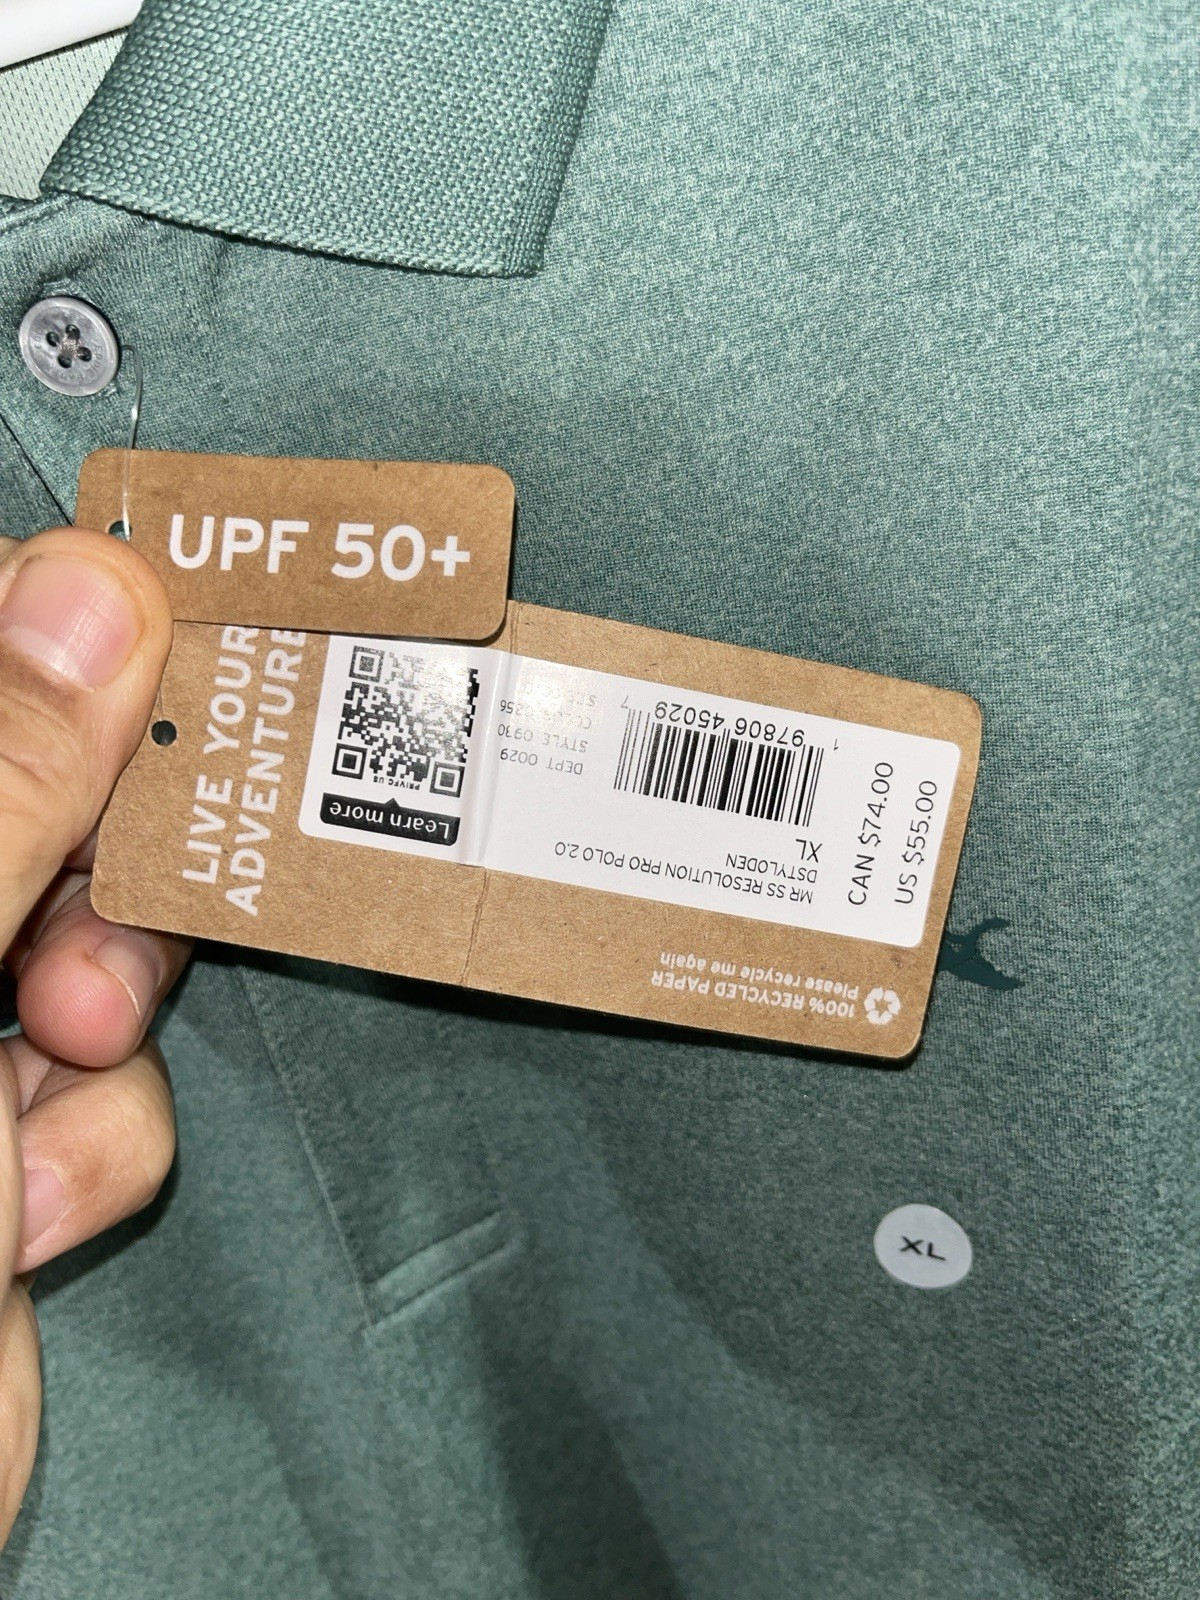 UPF 50+
LIVE YOUR
ADVENTURE
Learn more
PRIVFC.US
DEPT 0029
STYLE 0930
1 97806 45029 7
XL
DSTYLODEN
MR SS RESOLUTION PRO POLO 2.0
CAN $74.00
US $55.00
100% RECYCLED PAPER
Please recycle me again
XL